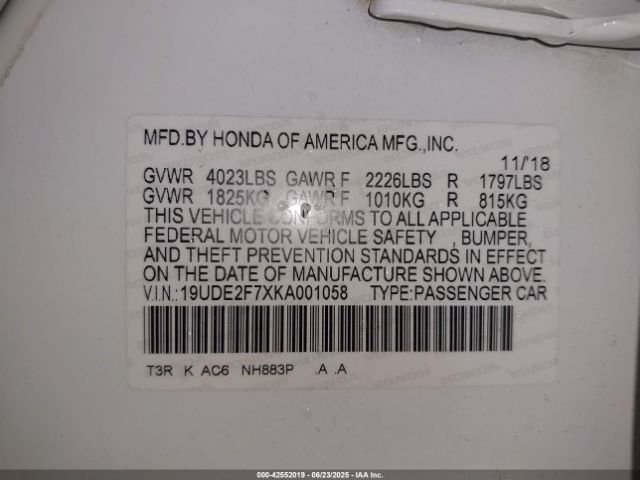 MFD.BY HONDA OF AMERICA MFG.,INC.
11/'18
GVWR 4023LBS GAWR F 2226LBS R 1797LBS
GVWR 1825KG GAWR F 1010KG R 815KG
THIS VEHICLE CONFORMS TO ALL APPLICABLE
FEDERAL MOTOR VEHICLE SAFETY , BUMPER,
AND THEFT PREVENTION STANDARDS IN EFFECT
ON THE DATE OF MANUFACTURE SHOWN ABOVE.
V.I.N.:19UDE2F7XKA001058 TYPE:PASSENGER CAR
T3R K AC6 NH883P .A .A
000-42552019 - 06/23/2025 - IAA Inc.